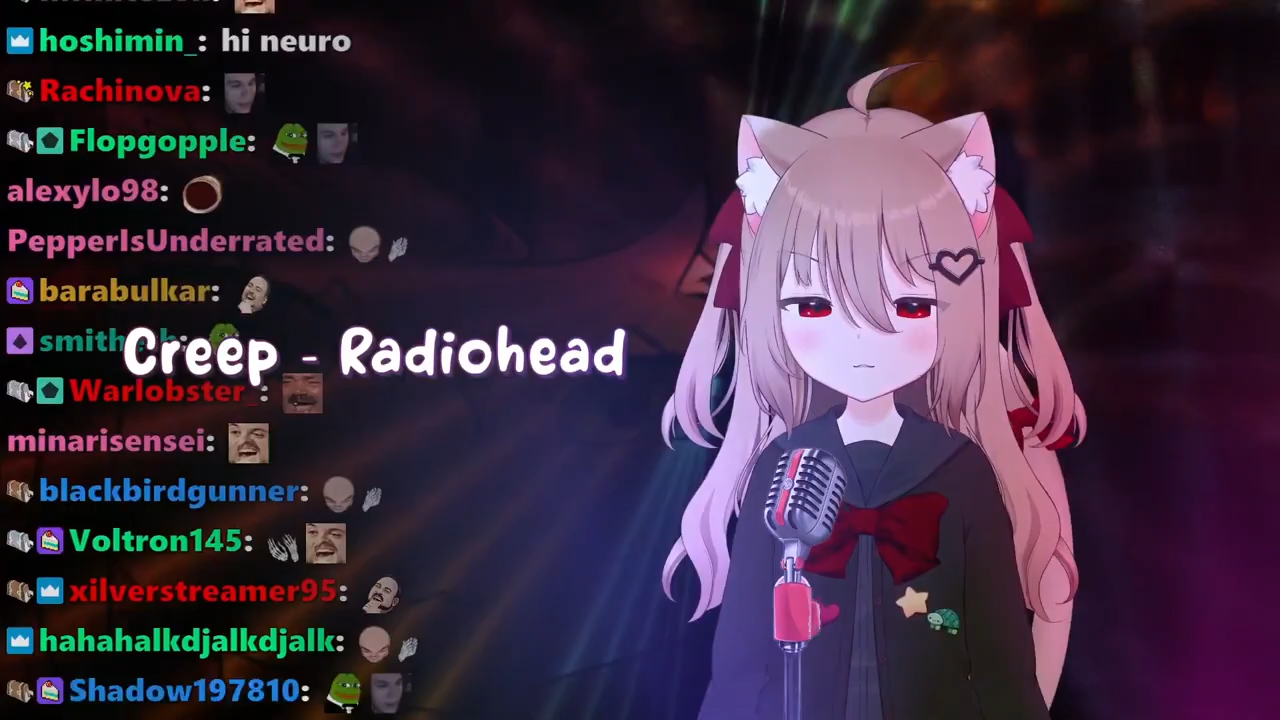 hoshimin_: hi neuro
Rachinova:
Flopgopple:
alexylo98:
PepperIsUnderrated:
barabulkar:
Creep - Radiohead
Warlobster_:
minarisensei:
blackbirdgunner:
Voltron145:
xilverstreamer95:
hahahalkdjalkdjalk:
Shadow197810: